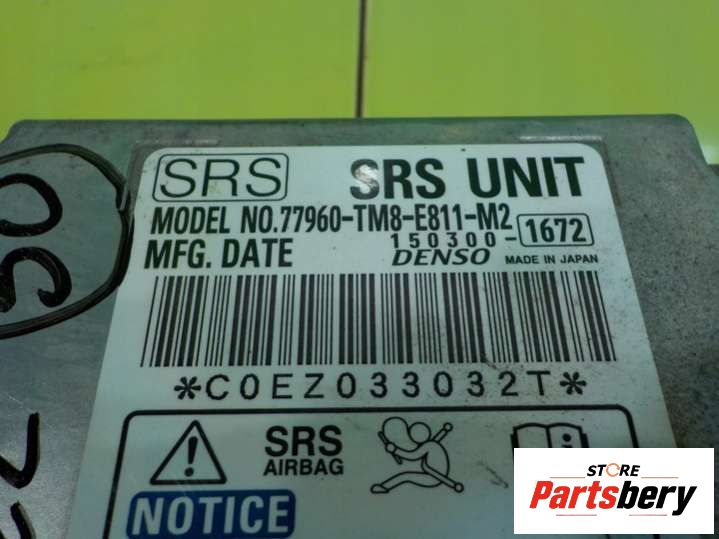 SRS SRS UNIT
MODEL NO.77960-TM8-E811-M2
150300-1672
MFG. DATE DENSO MADE IN JAPAN
*C0EZ033032T*
SRS
AIRBAG
NOTICE
STORE
Partsbery